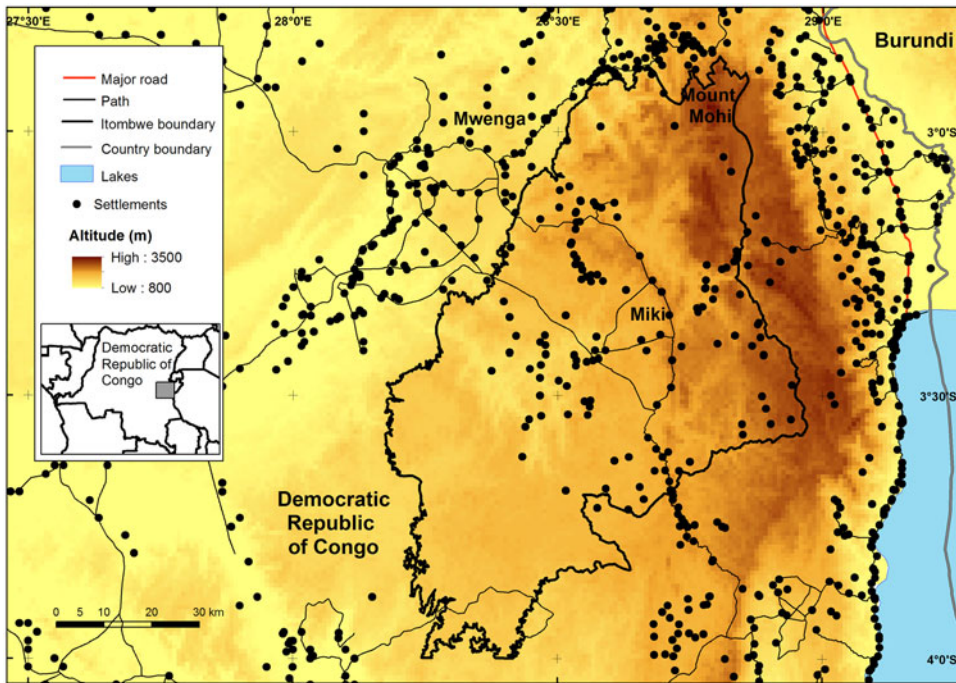 27°30'E
28°0'E
28°30'E
29°0'E
Burundi
Major road
Path
Itombwe boundary
Country boundary
Lakes
Settlements
Altitude (m)
High : 3500
Low : 800
Democratic
Republic of
Congo
Mwenga
Mount
Mohi
3°0'S
Miki
3°30'S
Democratic
Republic
of Congo
0 5 10 20 30 km
4°0'S